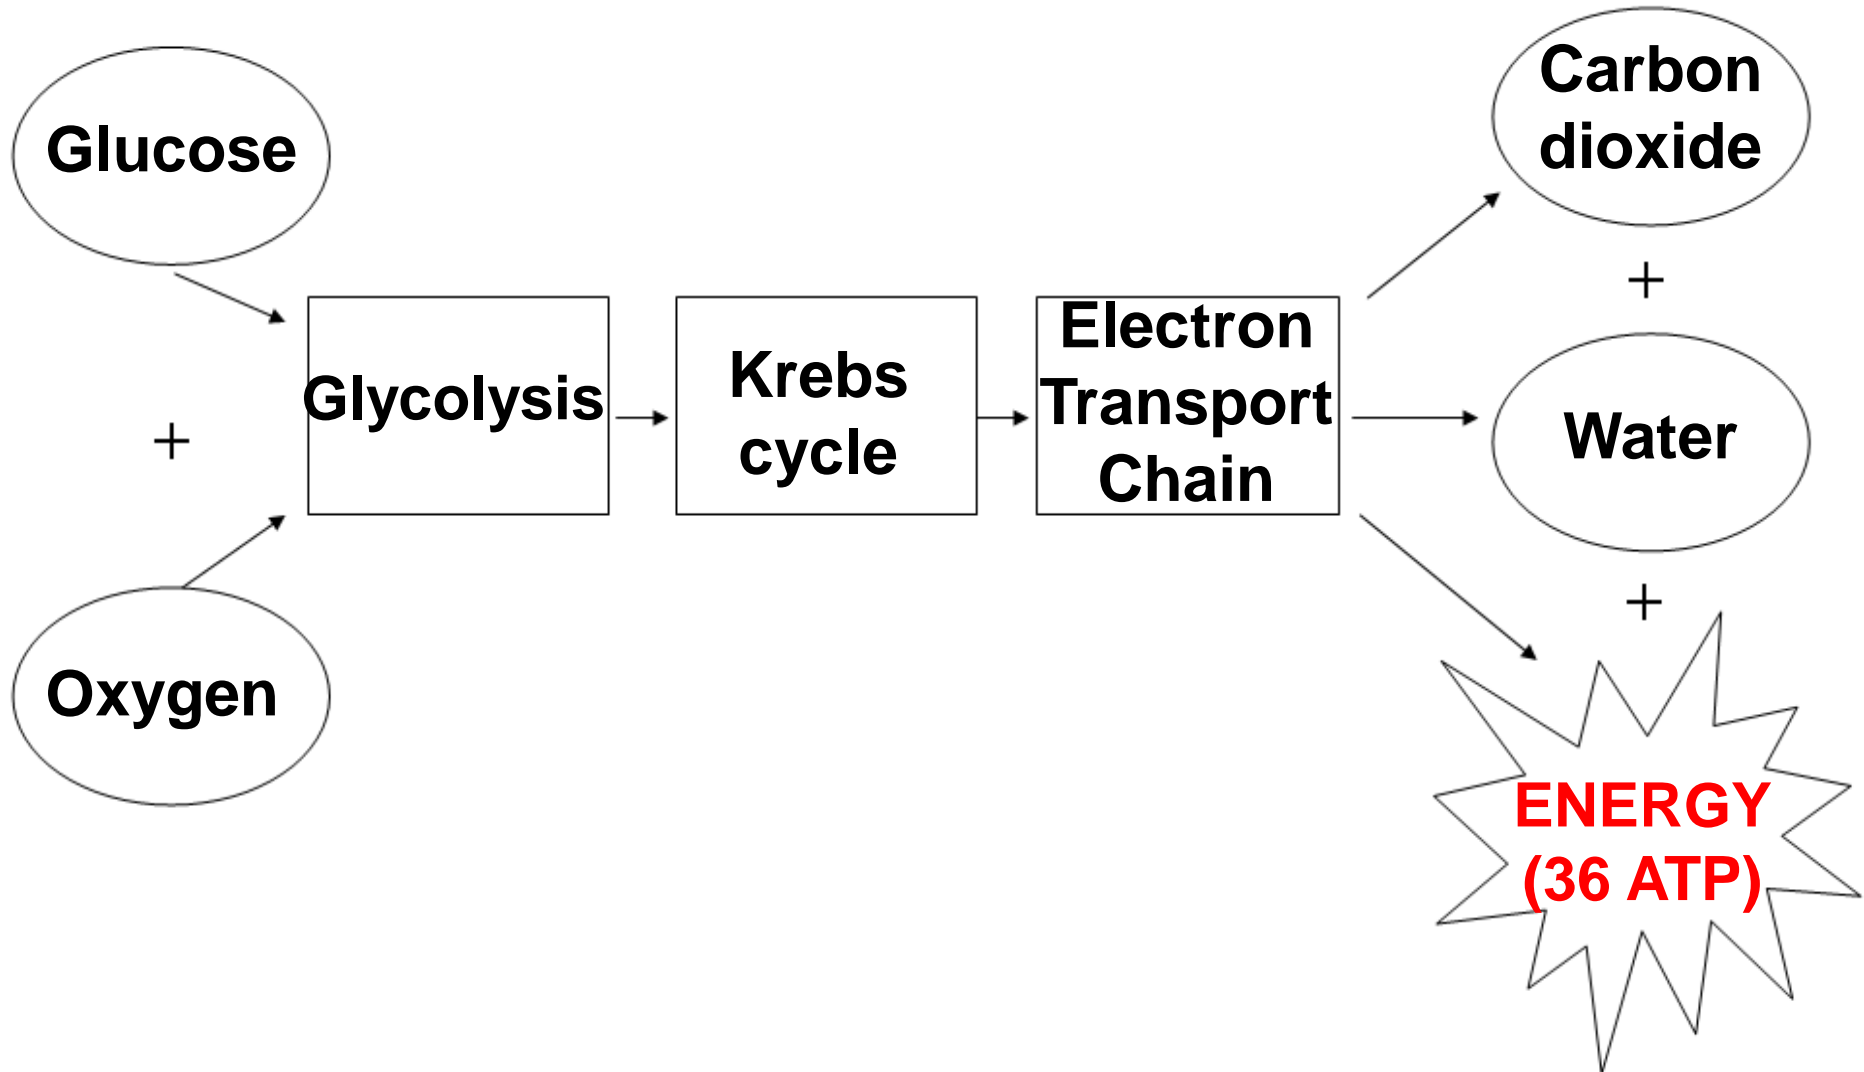 Glucose
+
Oxygen
Glycolysis
Krebs
cycle
Electron
Transport
Chain
Carbon
dioxide
+
Water
+
ENERGY
(36 ATP)